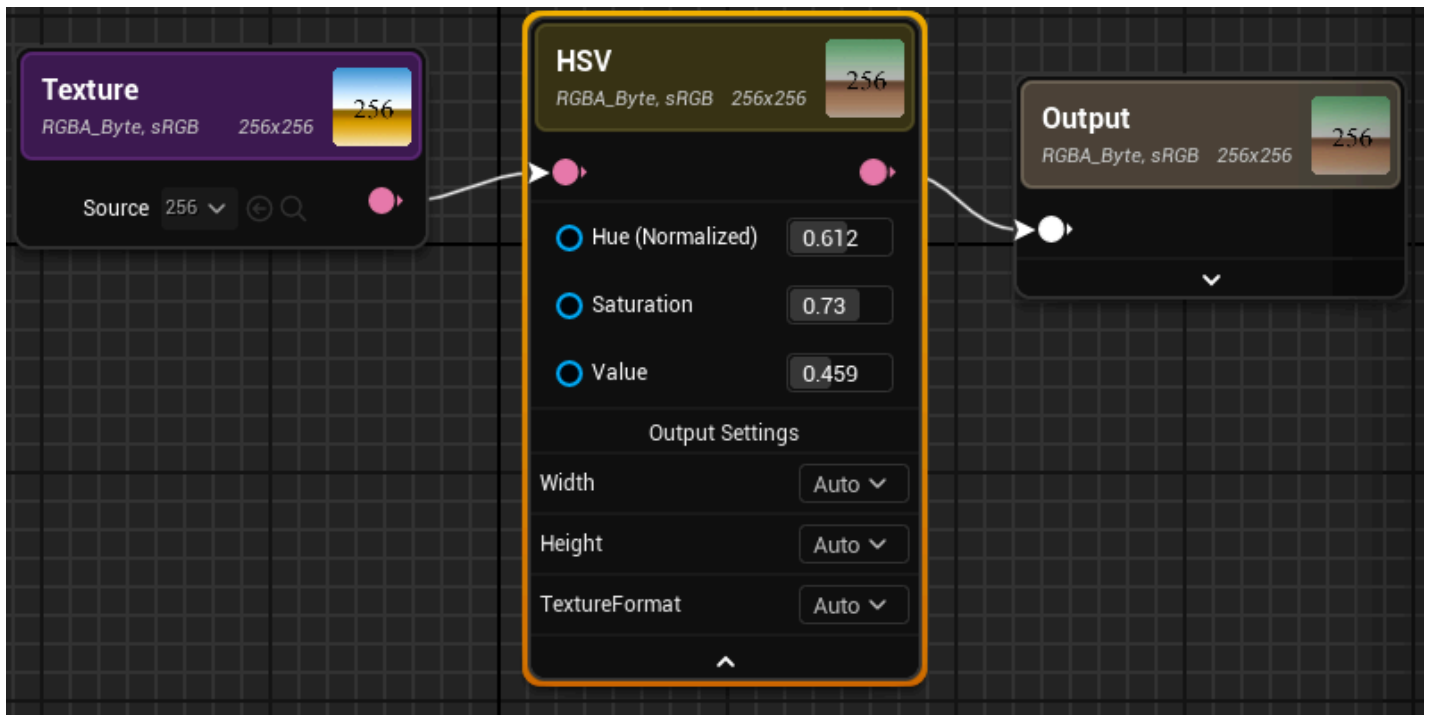 Texture
RGBA_Byte, sRGB 256x256
256
Source 256
HSV
RGBA_Byte, sRGB 256x256
256
Hue (Normalized) 0.612
Saturation 0.73
Value 0.459
Output Settings
Width Auto
Height Auto
TextureFormat Auto
Output
RGBA_Byte, sRGB 256x256
256